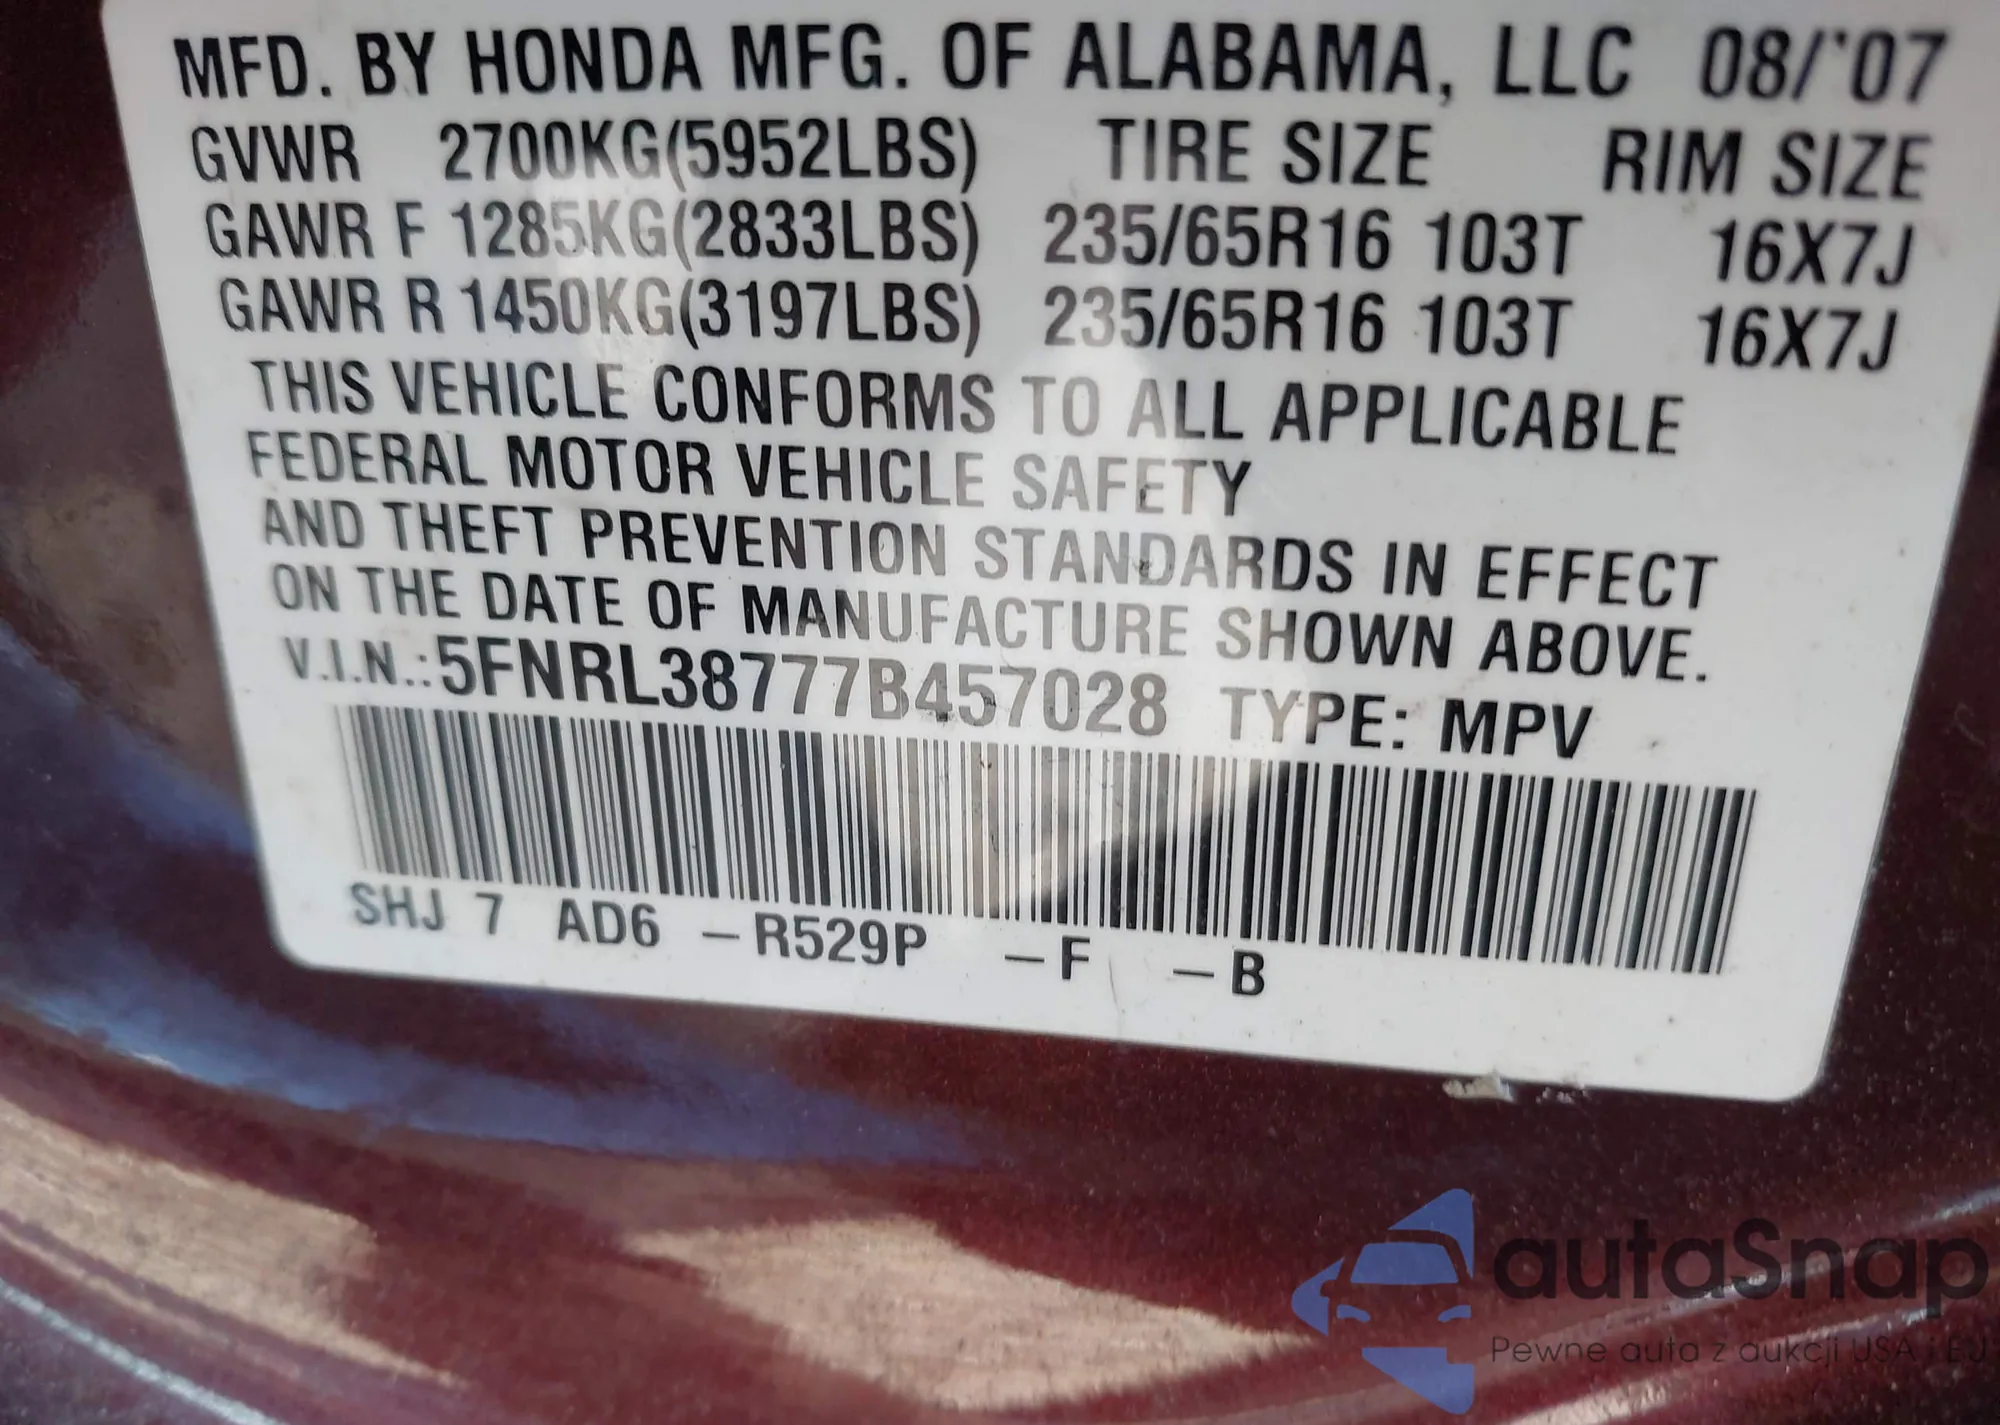 MFD. BY HONDA MFG. OF ALABAMA, LLC 08/'07
GVWR 2700KG(5952LBS) TIRE SIZE RIM SIZE
GAWR F 1285KG(2833LBS) 235/65R16 103T 16X7J
GAWR R 1450KG(3197LBS) 235/65R16 103T 16X7J
THIS VEHICLE CONFORMS TO ALL APPLICABLE
FEDERAL MOTOR VEHICLE SAFETY
AND THEFT PREVENTION STANDARDS IN EFFECT
ON THE DATE OF MANUFACTURE SHOWN ABOVE.
V.I.N.:5FNRL38777B457028 TYPE: MPV
SHJ 7 AD6 –R529P –F –B
autaSnap
Pewne auta z aukcji USA i EU